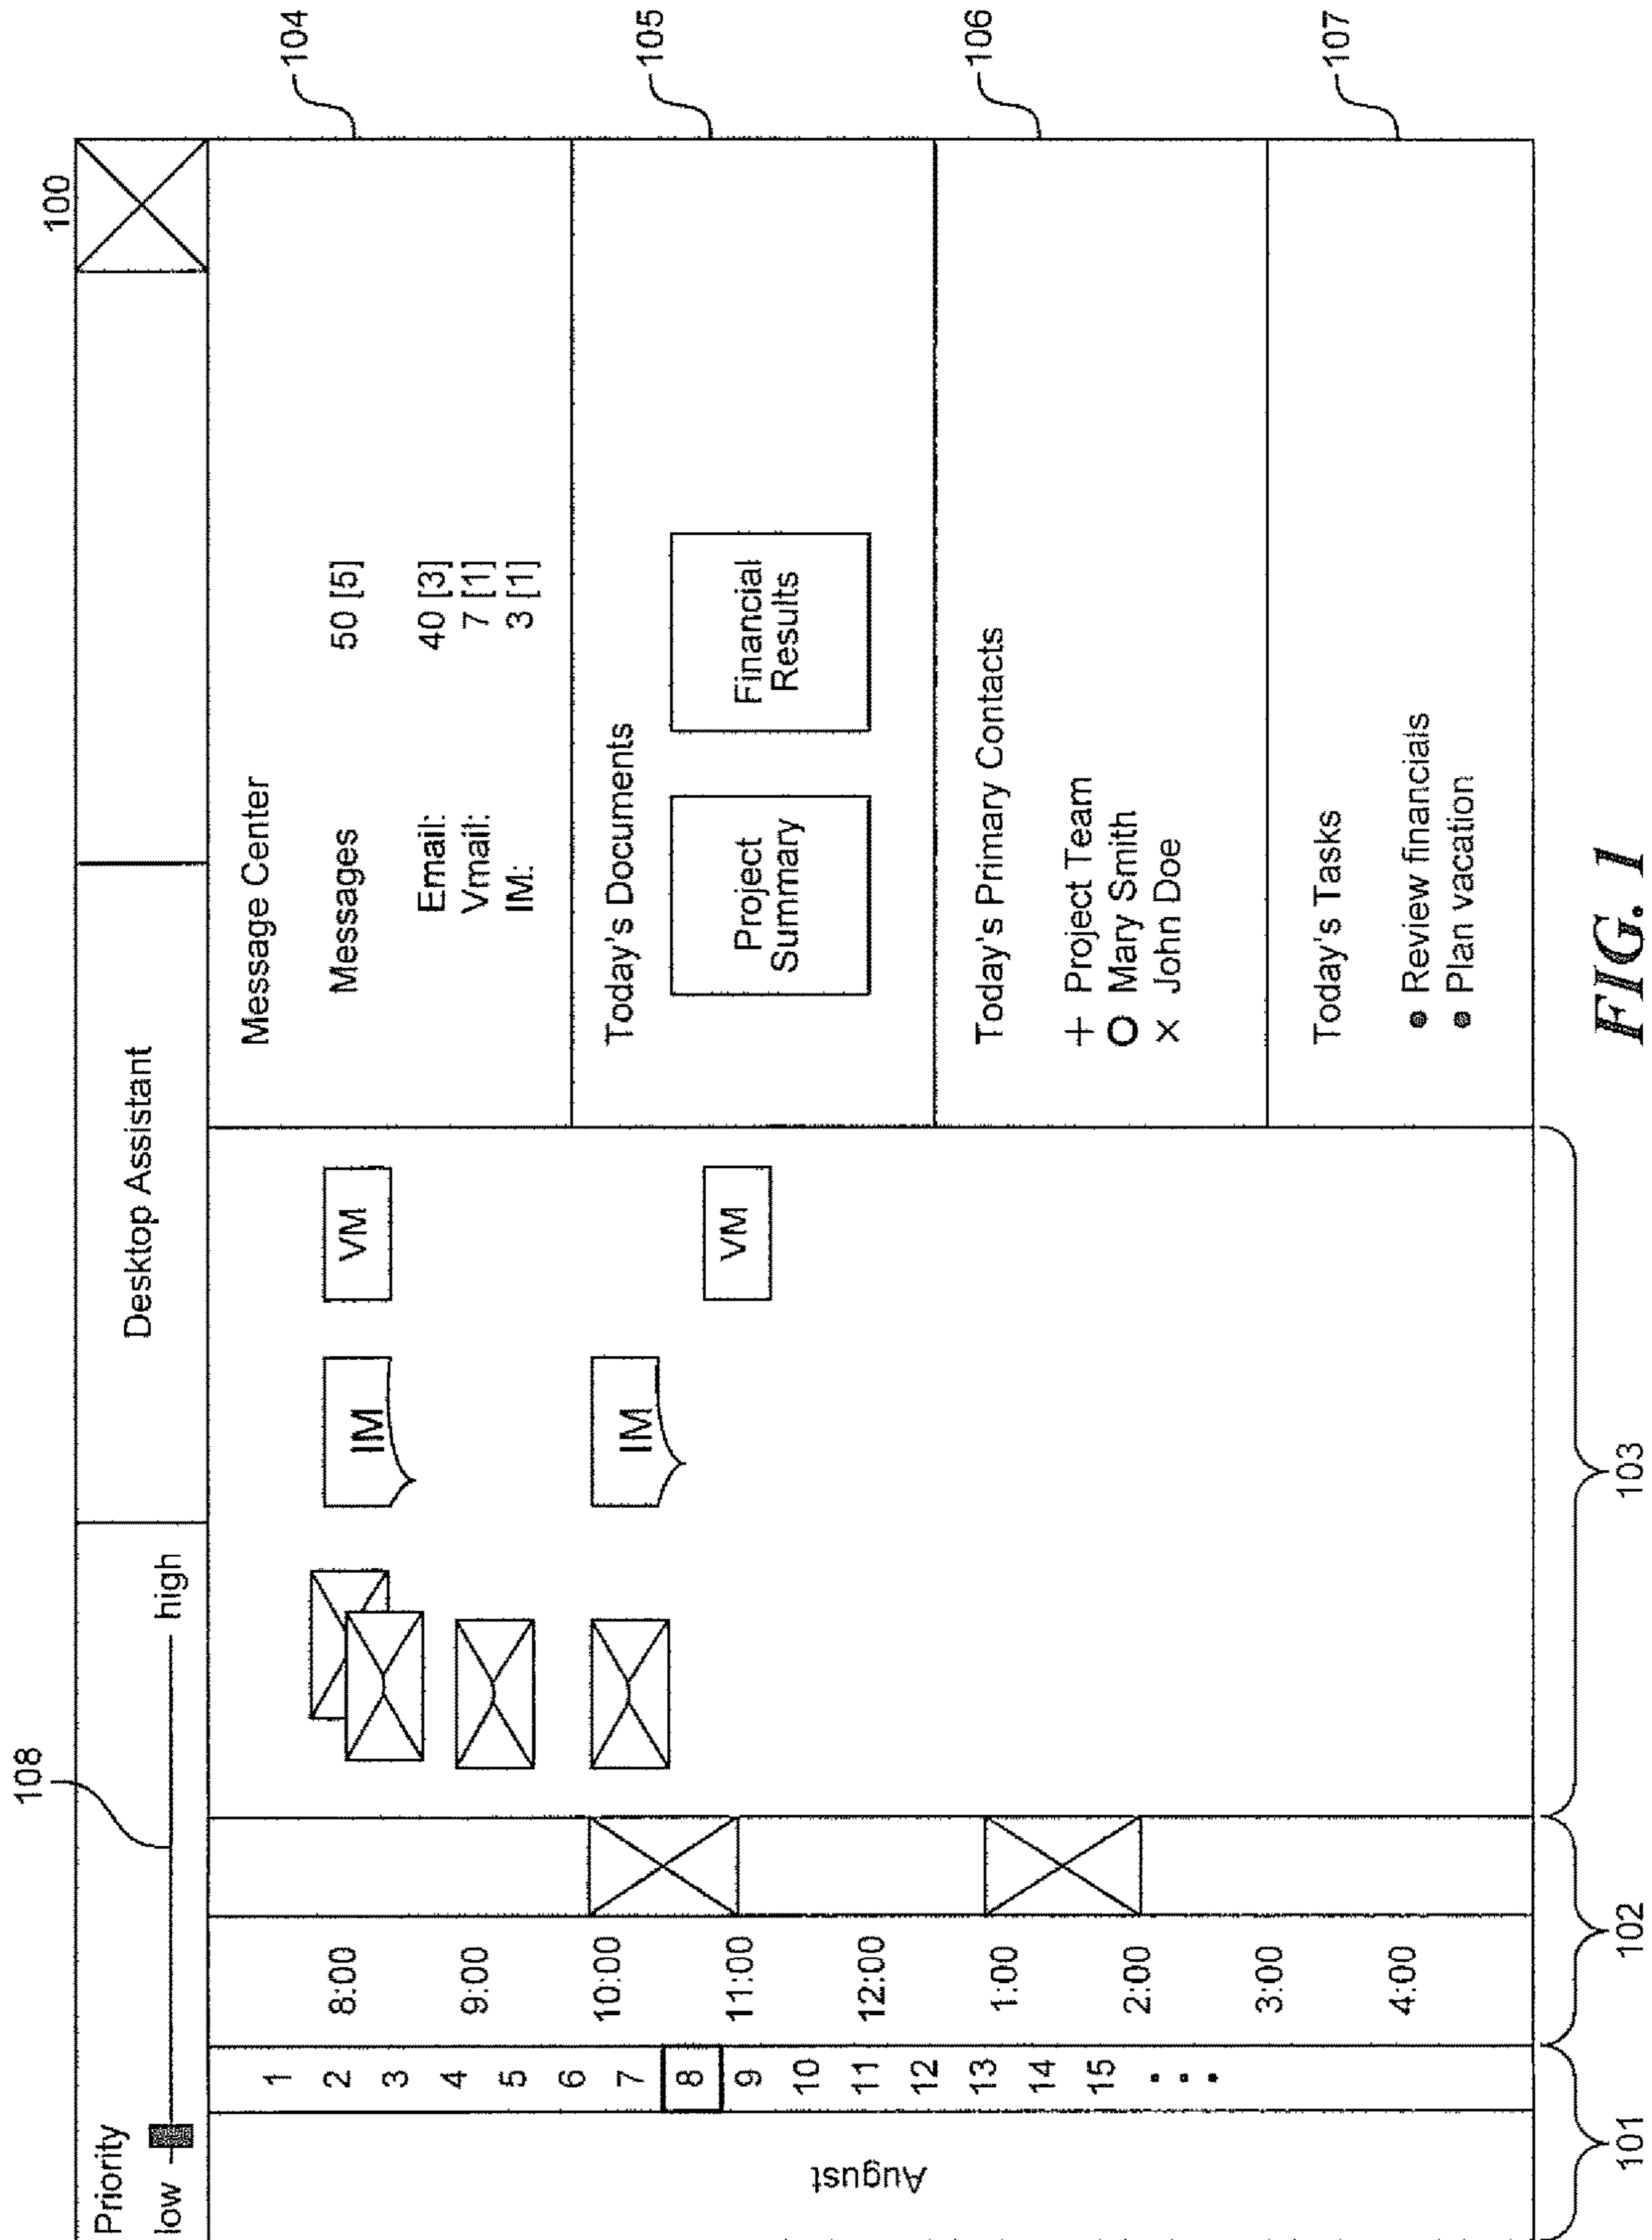 100
Priority
low
high
108
Desktop Assistant
August
1
2
3
4
5
6
7
8
9
10
11
12
13
14
15
8:00
9:00
10:00
11:00
12:00
1:00
2:00
3:00
4:00
IM
VM
IM
VM
Message Center
Messages 50 [5]
Email: 40 [3]
Vmail: 7 [1]
IM: 3 [1]
104
Today's Documents
Project
Summary
Financial
Results
105
Today's Primary Contacts
+ Project Team
O Mary Smith
× John Doe
106
Today's Tasks
• Review financials
• Plan vacation
107
101
102
103
FIG. 1